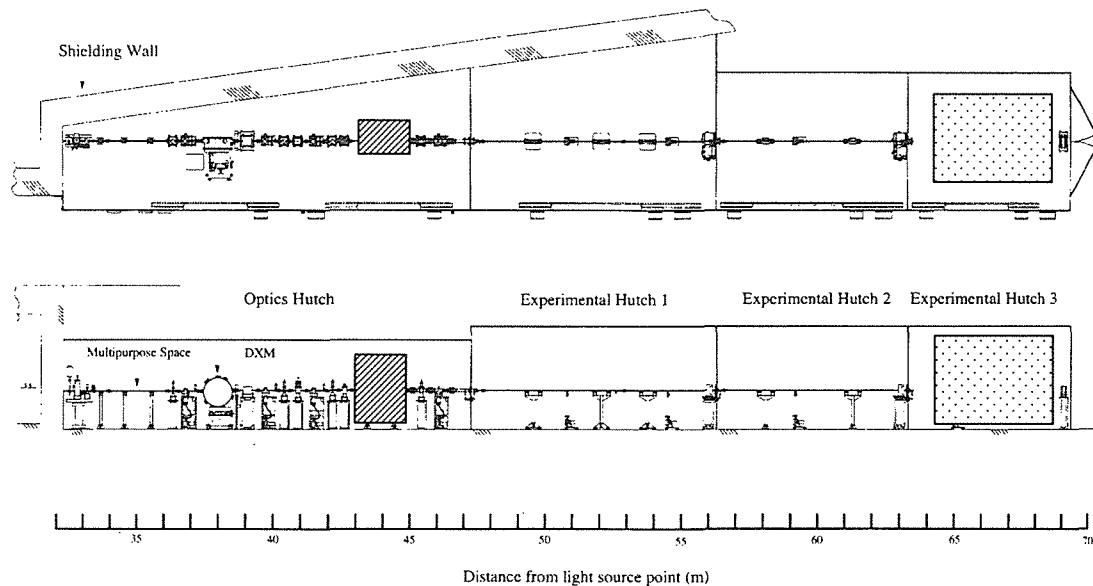 Shielding Wall
Optics Hutch
Experimental Hutch 1
Experimental Hutch 2
Experimental Hutch 3
Multipurpose Space
DXM
35
40
45
50
55
60
65
70
Distance from light source point (m)